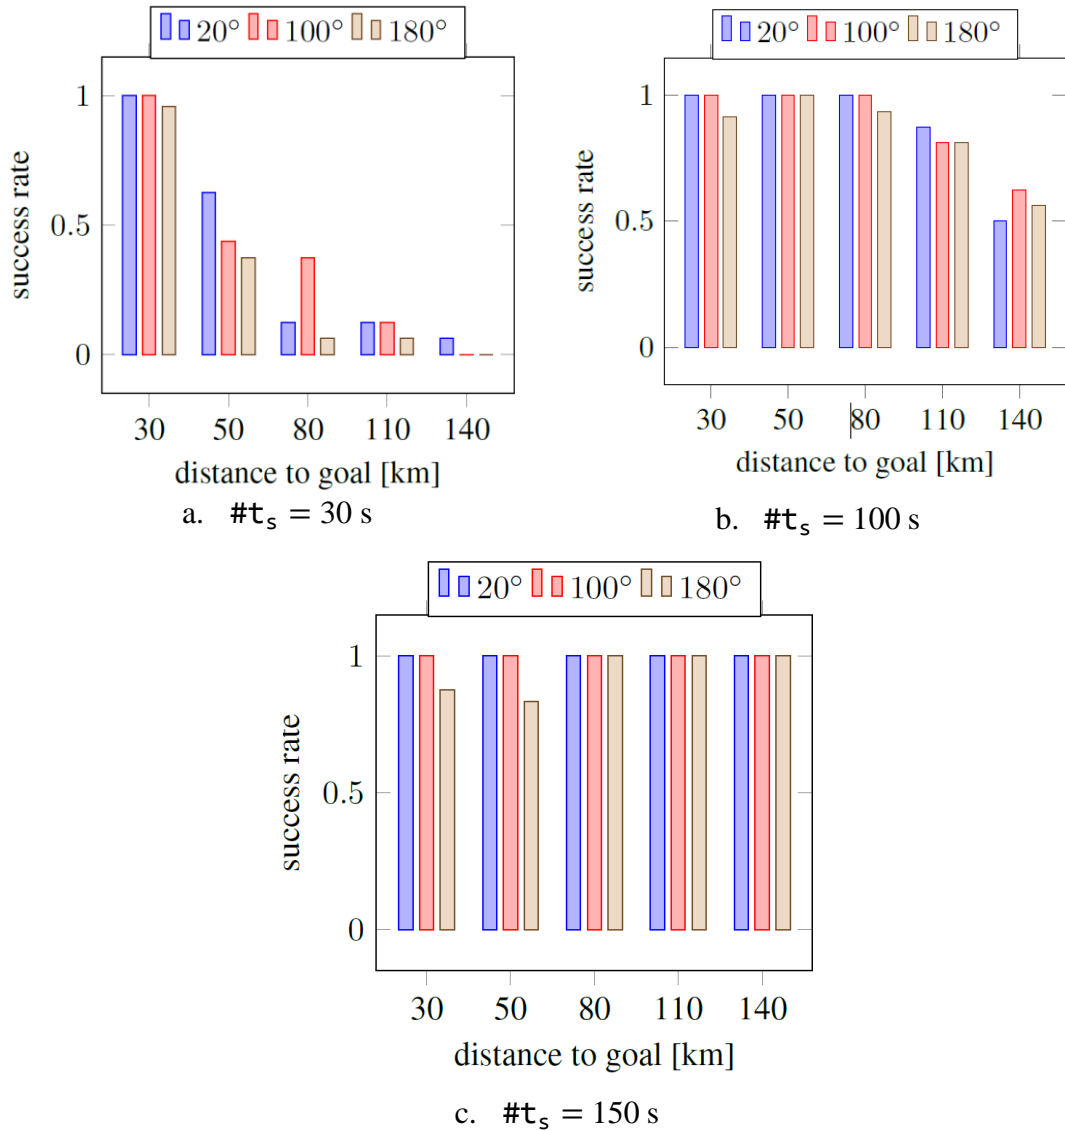 20° 100° 180°
1
0.5
0
success rate
30 50 80 110 140
distance to goal [km]
a. #tₛ = 30 s
20° 100° 180°
1
0.5
0
success rate
30 50 80 110 140
distance to goal [km]
b. #tₛ = 100 s
20° 100° 180°
1
0.5
0
success rate
30 50 80 110 140
distance to goal [km]
c. #tₛ = 150 s